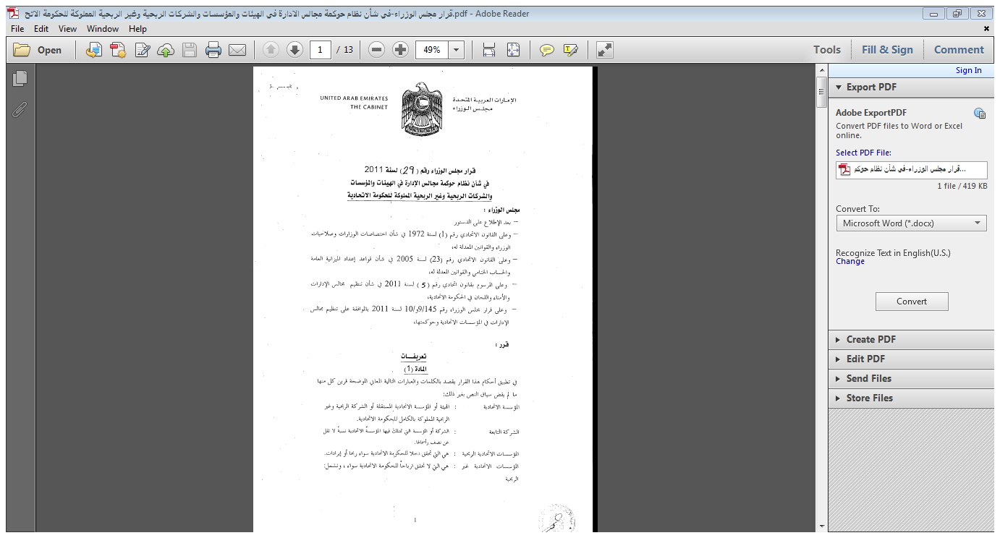 قرار مجلس الوزراء-في شأن نظام حوكمة مجالس الادارة في الهيئات والمؤسسات والشركات الربحية وغير الربحية المملوكة للحكومة الاتح.pdf - Adobe Reader
File Edit View Window Help
Open 1 / 13 49% Tools Fill & Sign Comment
Sign In
Export PDF
Adobe ExportPDF
Convert PDF files to Word or Excel
online.
Select PDF File:
قرار مجلس الوزراء-في شأن نظام حوكم...
1 file / 419 KB
Convert To:
Microsoft Word (*.docx)
Recognize Text in English(U.S.)
Change
Convert
Create PDF
Edit PDF
Send Files
Store Files
UNITED ARAB EMIRATES
THE CABINET
الإمارات العربية المتحدة
مجلس الوزراء
قرار مجلس الوزراء رقم (29) لسنة 2011
في شأن نظام حوكمة مجالس الإدارة في الهيئات والمؤسسات
والشركات الربحية وغير الربحية المملوكة للحكومة الاتحادية
مجلس الوزراء :
– بعد الإطلاع على الدستور
– وعلى القانون الاتحادي رقم (1) لسنة 1972 في شأن اختصاصات الوزارات وصلاحيات
الوزراء والقوانين المعدلة له،
– وعلى القانون الاتحادي رقم (23) لسنة 2005 في شأن قواعد إعداد الميزانية العامة
والحساب الختامي والقوانين المعدلة له،
– وعلى المرسوم بقانون اتحادي رقم (5) لسنة 2011 في شأن تنظيم مجالس الإدارات
والأمناء واللجان في الحكومة الاتحادية،
– وعلى قرار مجلس الوزراء رقم 9/145و/10 لسنة 2011 بالموافقة على تنظيم مجالس
الإدارات في المؤسسات الاتحادية وحوكمتها،
قرر :
تعريفات
المادة (1)
في تطبيق أحكام هذا القرار يقصد بالكلمات والعبارات التالية المعاني الموضحة قرين كل منها
ما لم يقض سياق النص بغير ذلك:
المؤسسة الاتحادية : الهيئة أو المؤسسة الاتحادية المستقلة أو الشركة الربحية وغير
الربحية المملوكة بالكامل للحكومة الاتحادية.
الشركة التابعة : الشركة أو المؤسسة التي تمتلك فيها المؤسسة الاتحادية نسبة لا تقل
عن نصف رأسمالها.
المؤسسات الاتحادية الربحية : هي التي تحقق دخلا للحكومة الاتحادية سواء ربحا أو إيرادات.
المؤسسات الاتحادية غير : هي التي لا تحقق ارباحاً للحكومة الاتحادية سواء ، وتشمل:
الربحية
1